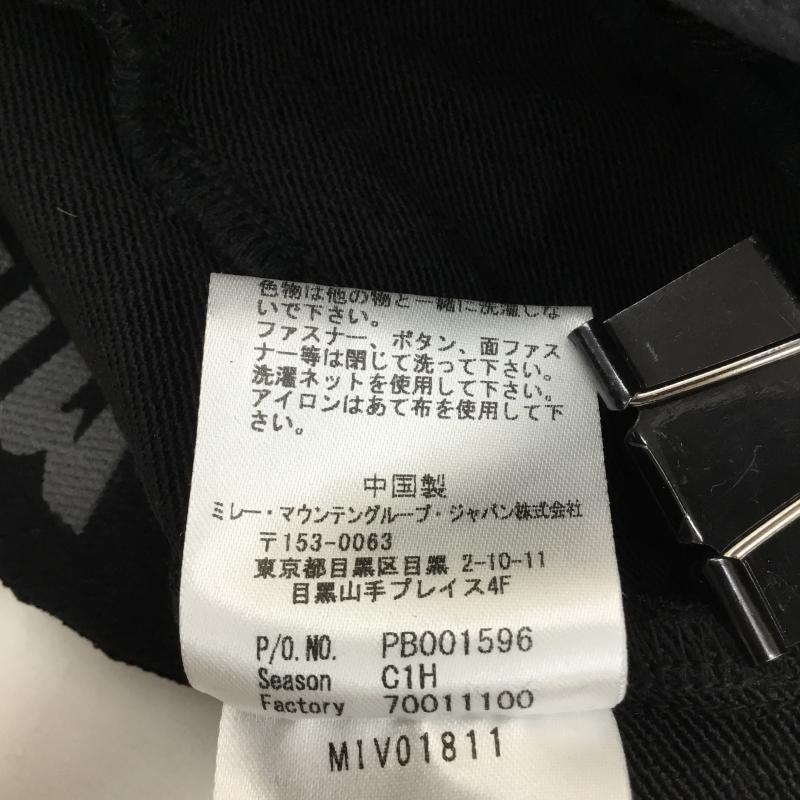 色物は他の物と一緒に洗濯しな
いで下さい。
ファスナー、ボタン、面ファス
ナー等は閉じて洗って下さい。
洗濯ネットを使用して下さい。
アイロンはあて布を使用して下
さい。
中国製
ミレー・マウンテングループ・ジャパン株式会社
〒153-0063
東京都目黒区目黒 2-10-11
目黒山手プレイス4F
P/O.NO. PB001596
Season C1H
Factory 70011100
MIV01811